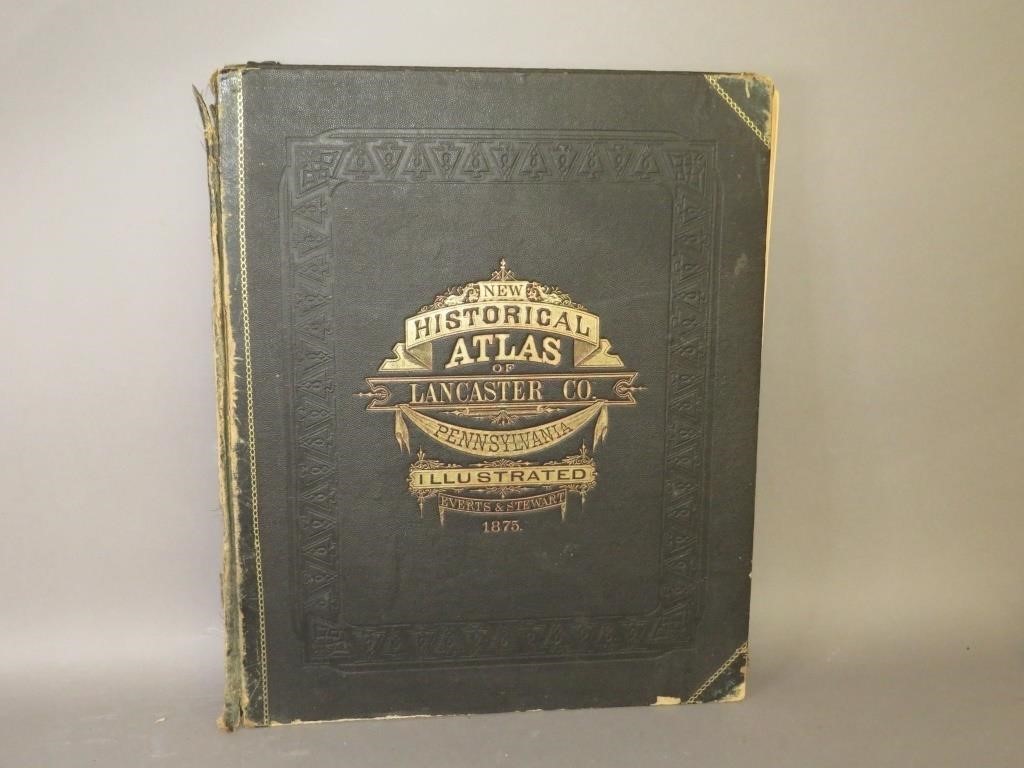 NEW
HISTORICAL
ATLAS
OF
LANCASTER CO.
PENNSYLVANIA
ILLUSTRATED
EVERTS & STEWART
1875.